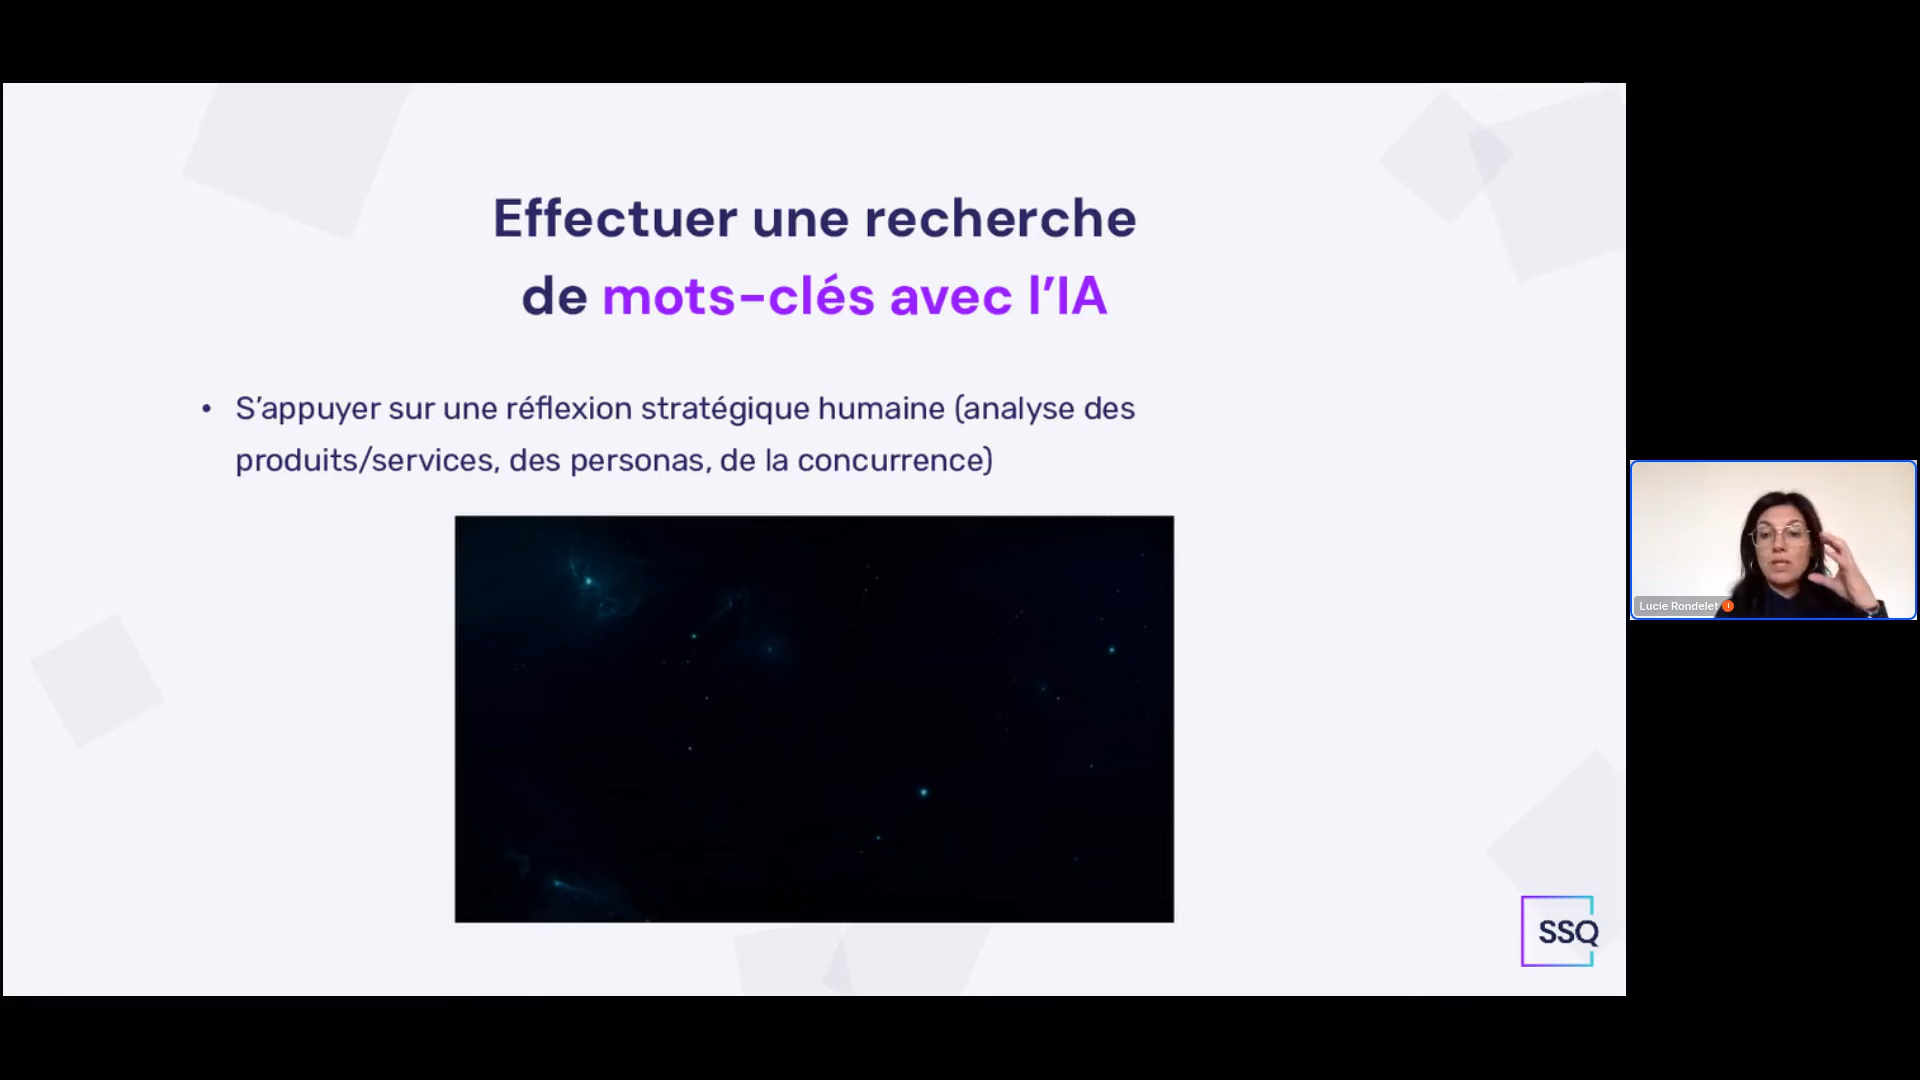 Effectuer une recherche
de mots-clés avec l’IA
• S’appuyer sur une réflexion stratégique humaine (analyse des
produits/services, des personas, de la concurrence)
Lucie Rondelet
SSQ